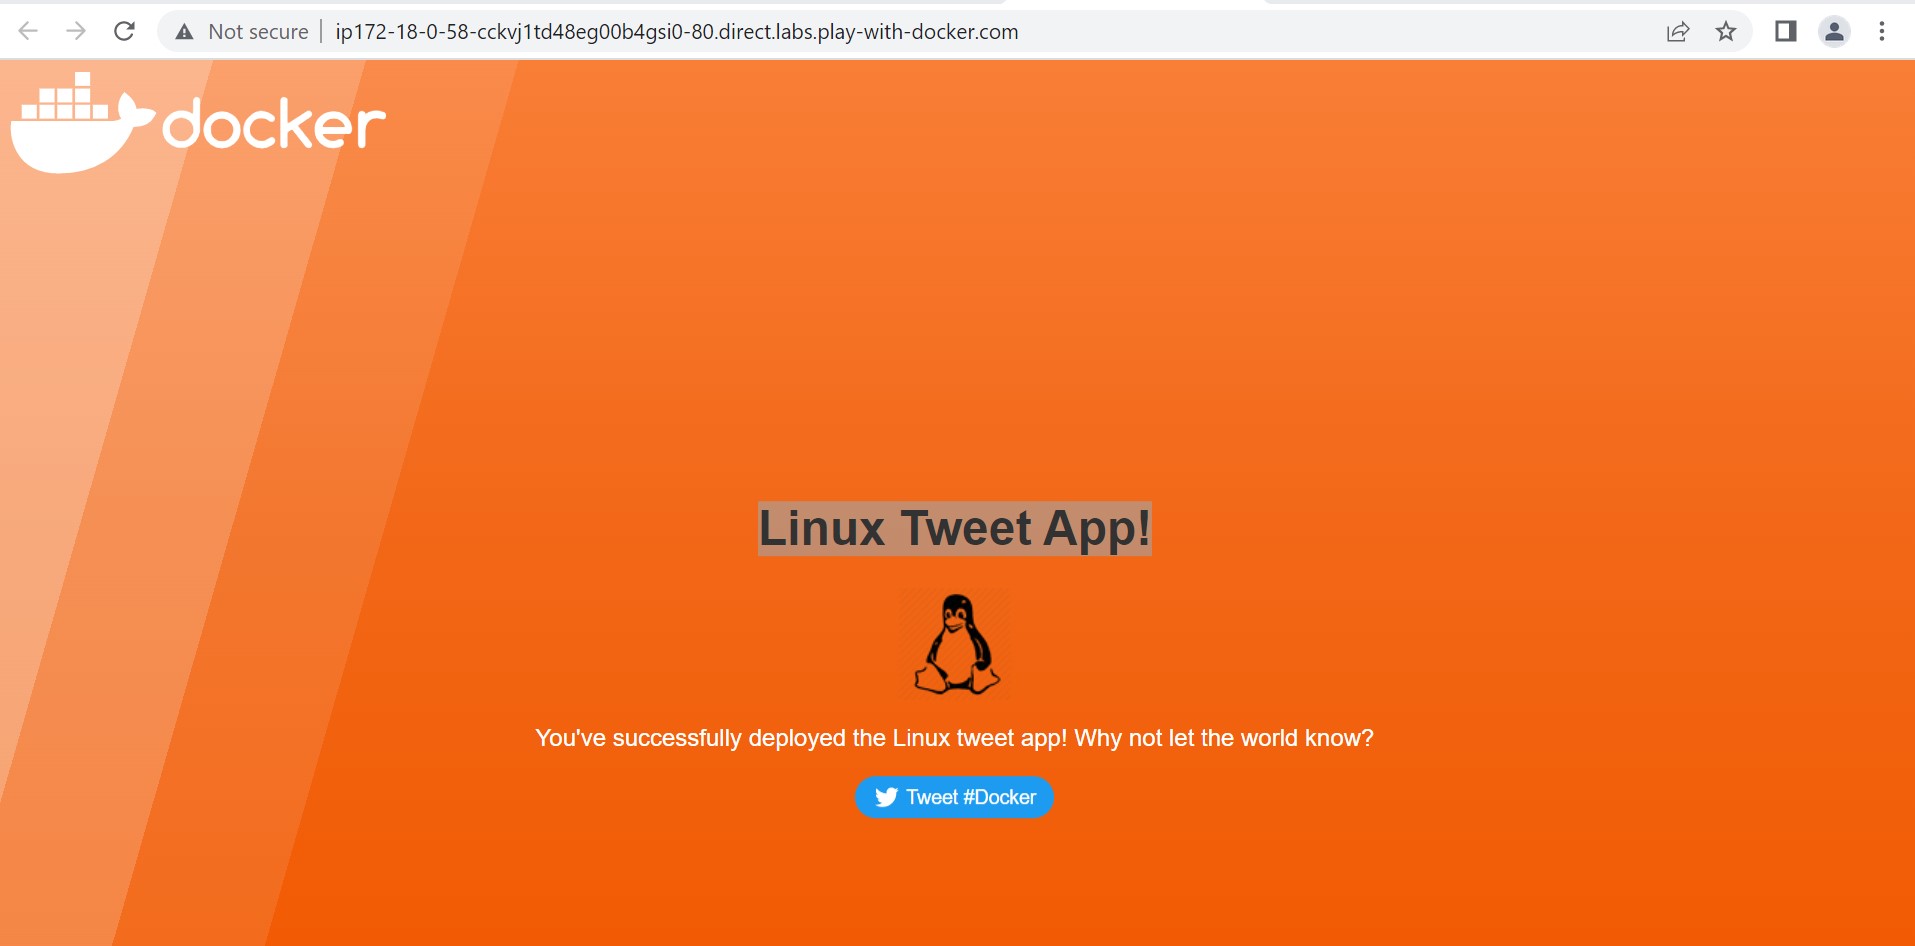 Not secure | ip172-18-0-58-cckvj1td48eg00b4gsi0-80.direct.labs.play-with-docker.com
docker
Linux Tweet App!
You've successfully deployed the Linux tweet app! Why not let the world know?
Tweet #Docker